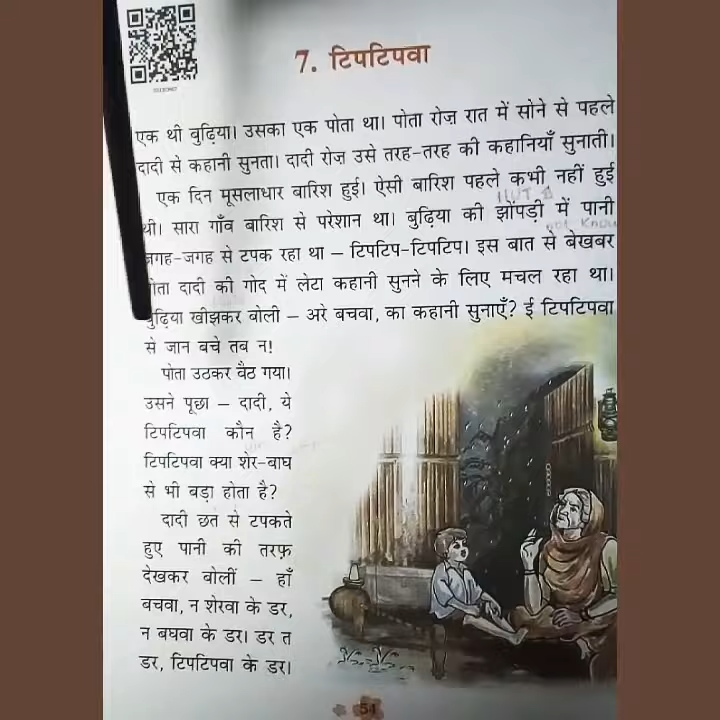 7. टिपटिपवा
एक थी बुढ़िया। उसका एक पोता था। पोता रोज़ रात में सोने से पहले
दादी से कहानी सुनता। दादी रोज़ उसे तरह-तरह की कहानियाँ सुनाती।
एक दिन मूसलाधार बारिश हुई। ऐसी बारिश पहले कभी नहीं हुई
थी। सारा गाँव बारिश से परेशान था। बुढ़िया की झोंपड़ी में पानी
जगह-जगह से टपक रहा था – टिपटिप-टिपटिप। इस बात से बेखबर
पोता दादी की गोद में लेटा कहानी सुनने के लिए मचल रहा था।
बुढ़िया खीझकर बोली – अरे बचवा, का कहानी सुनाएँ? ई टिपटिपवा
से जान बचे तब न!
पोता उठकर बैठ गया।
उसने पूछा – दादी, ये
टिपटिपवा कौन है?
टिपटिपवा क्या शेर-बाघ
से भी बड़ा होता है?
दादी छत से टपकते
हुए पानी की तरफ़
देखकर बोलीं – हाँ
बचवा, न शेरवा के डर,
न बघवा के डर। डर त
डर, टिपटिपवा के डर।
54